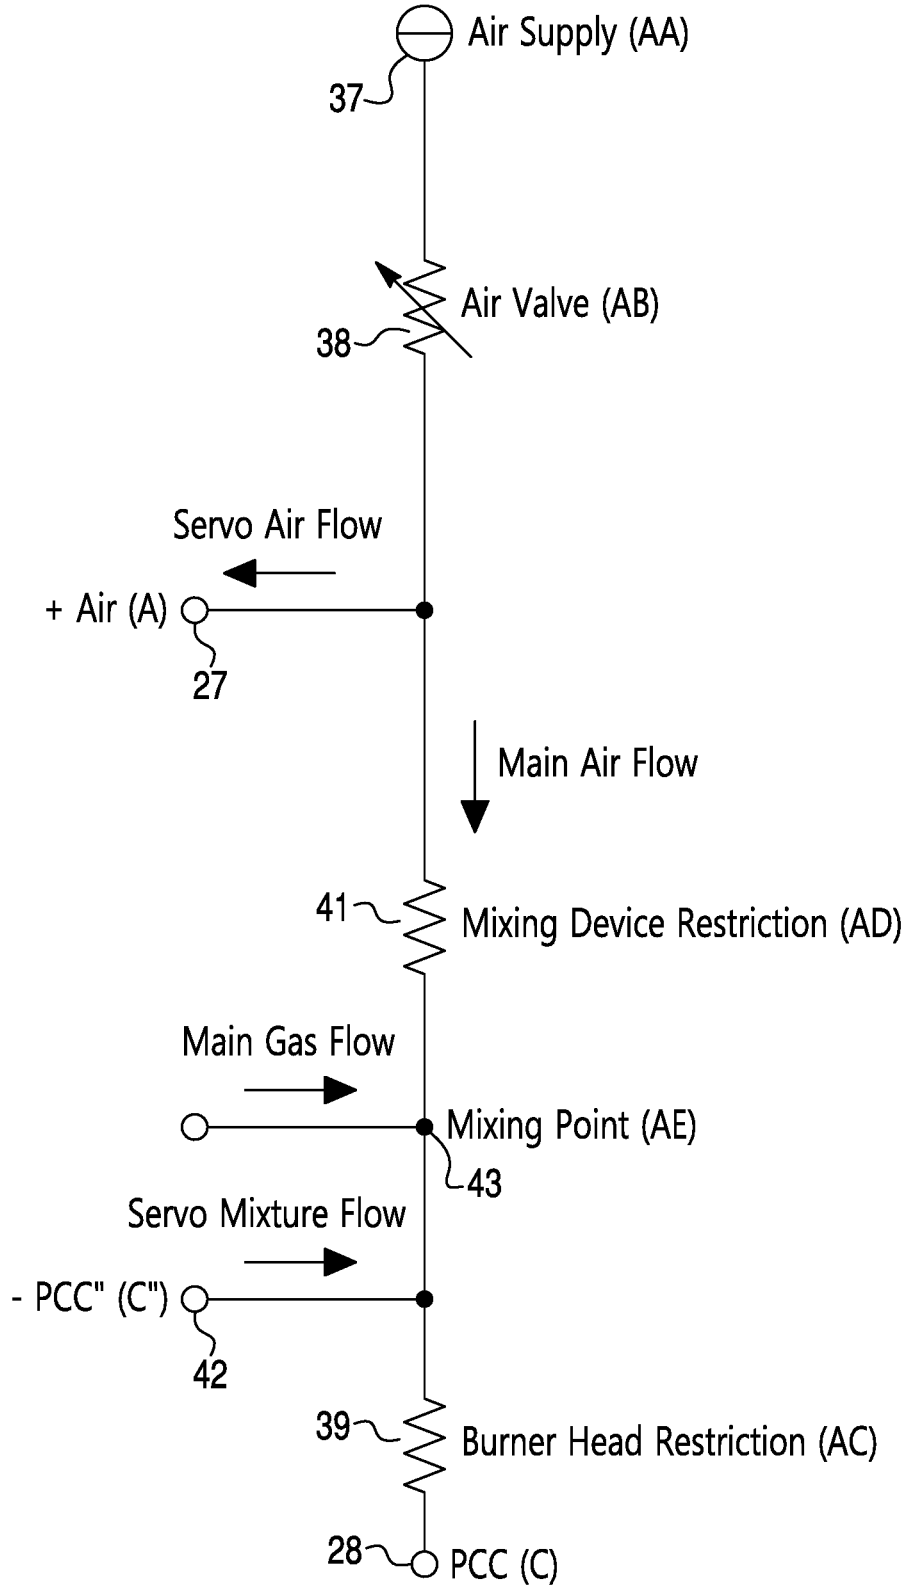 Air Supply (AA)
37
Air Valve (AB)
38
Servo Air Flow
+ Air (A)
27
Main Air Flow
41
Mixing Device Restriction (AD)
Main Gas Flow
Mixing Point (AE)
43
Servo Mixture Flow
- PCC" (C")
42
39
Burner Head Restriction (AC)
28
PCC (C)